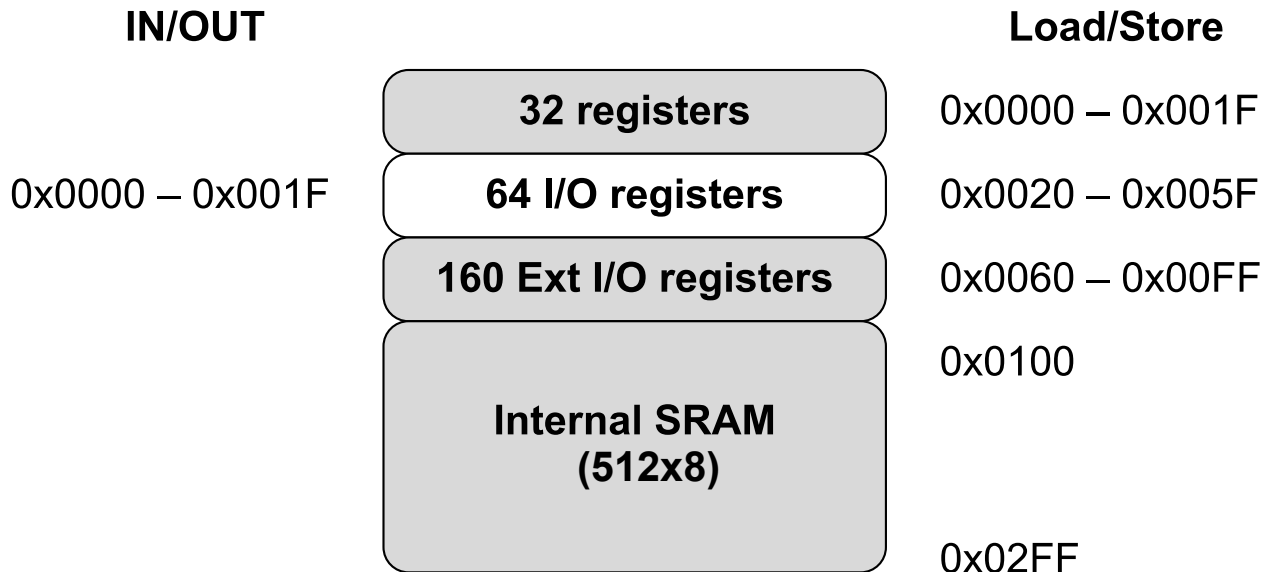 IN/OUT
Load/Store
32 registers
0x0000 – 0x001F
0x0000 – 0x001F
64 I/O registers
0x0020 – 0x005F
160 Ext I/O registers
0x0060 – 0x00FF
0x0100
Internal SRAM
(512x8)
0x02FF